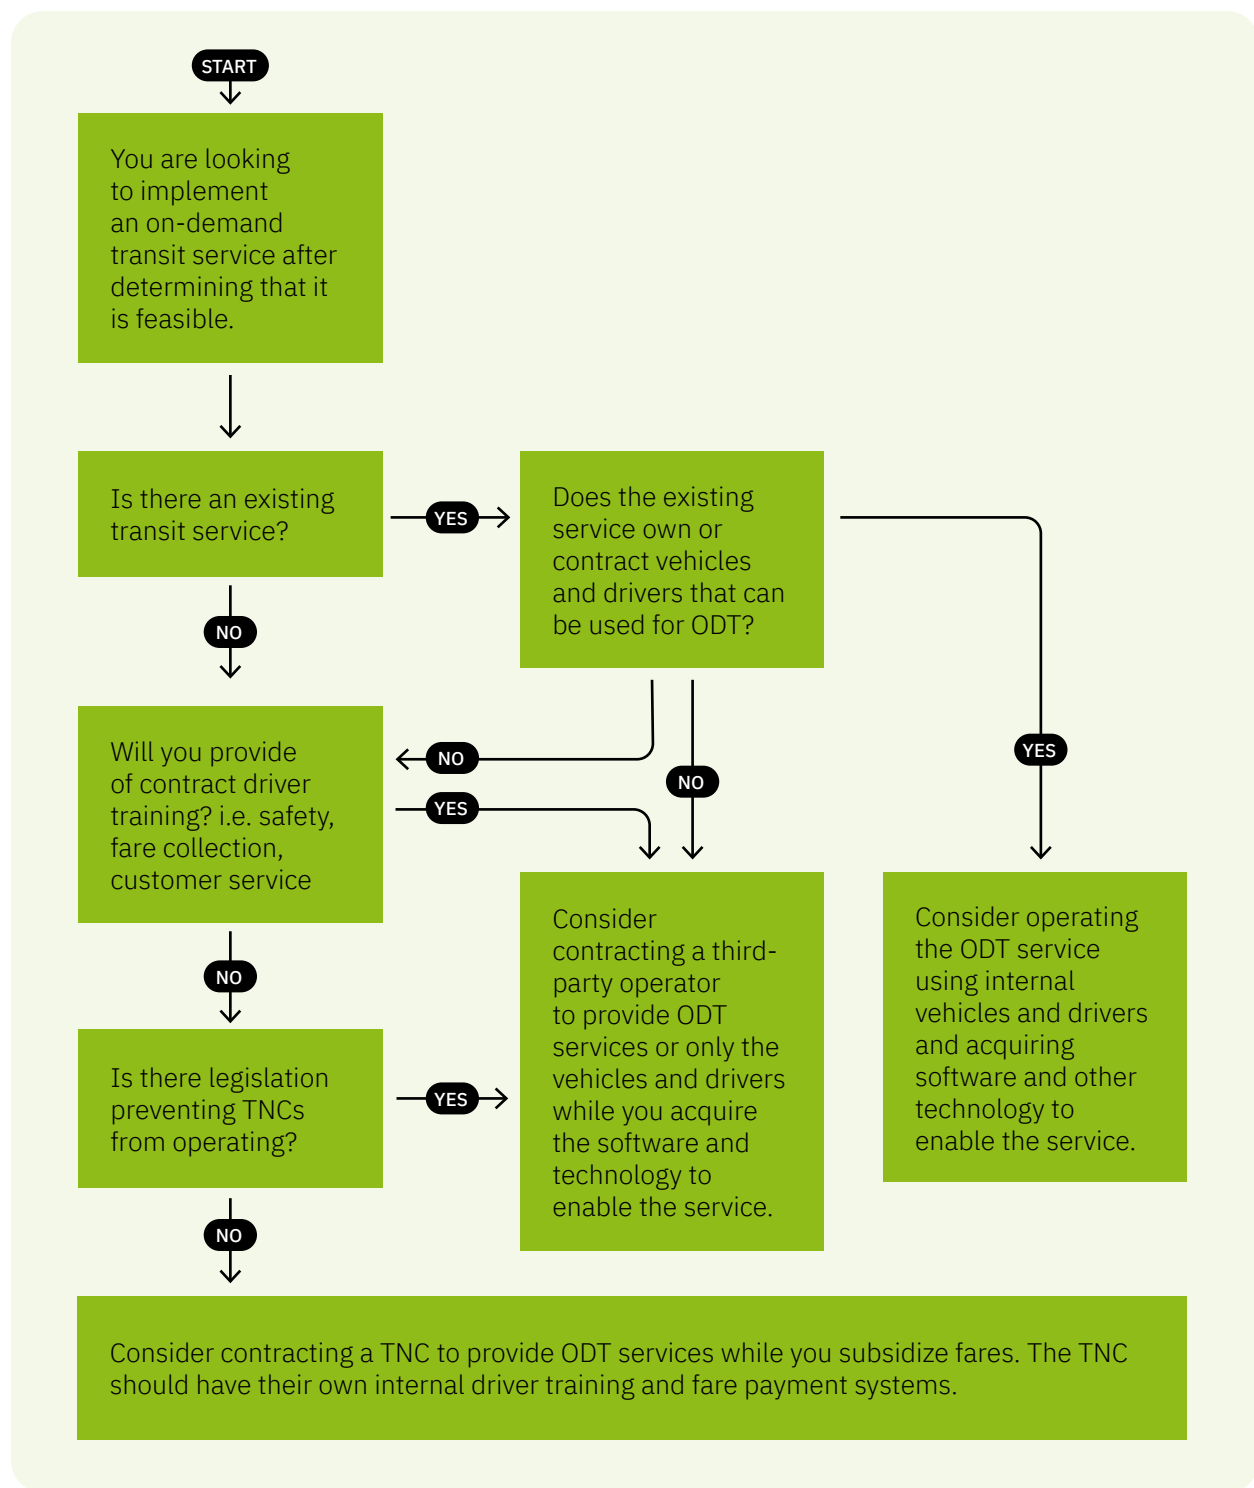 START
You are looking
to implement
an on-demand
transit service after
determining that it
is feasible.
Is there an existing
transit service?
YES
Does the existing
service own or
contract vehicles
and drivers that can
be used for ODT?
NO
Will you provide
of contract driver
training? i.e. safety,
fare collection,
customer service
NO
YES
NO
YES
NO
Is there legislation
preventing TNCs
from operating?
YES
Consider
contracting a third-
party operator
to provide ODT
services or only the
vehicles and drivers
while you acquire
the software and
technology to
enable the service.
Consider operating
the ODT service
using internal
vehicles and drivers
and acquiring
software and other
technology to
enable the service.
NO
Consider contracting a TNC to provide ODT services while you subsidize fares. The TNC
should have their own internal driver training and fare payment systems.